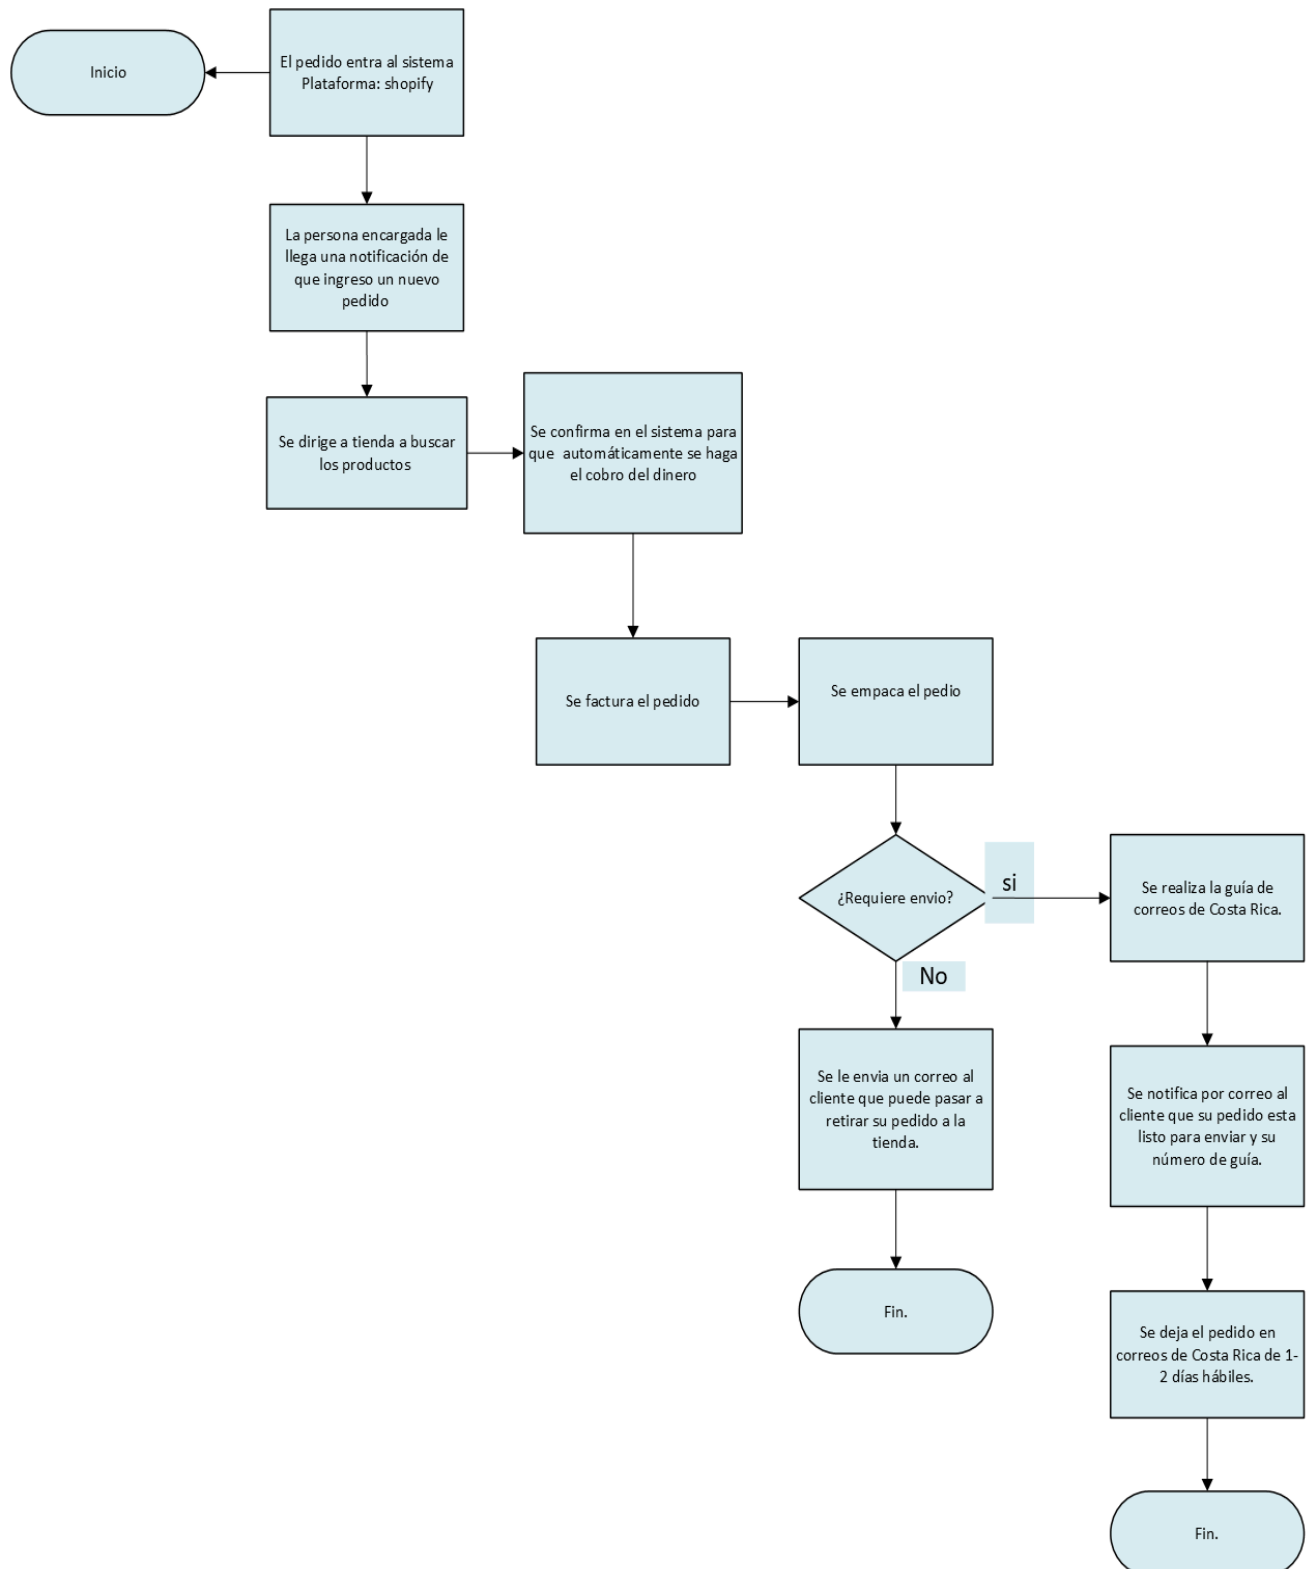 Inicio
El pedido entra al sistema
Plataforma: shopify
La persona encargada le
llega una notificación de
que ingreso un nuevo
pedido
Se dirige a tienda a buscar
los productos
Se confirma en el sistema para
que automáticamente se haga
el cobro del dinero
Se factura el pedido
Se empaca el pedio
¿Requiere envio?
si
Se realiza la guía de
correos de Costa Rica.
No
Se le envia un correo al
cliente que puede pasar a
retirar su pedido a la
tienda.
Se notifica por correo al
cliente que su pedido esta
listo para enviar y su
número de guía.
Fin.
Se deja el pedido en
correos de Costa Rica de 1-
2 días hábiles.
Fin.